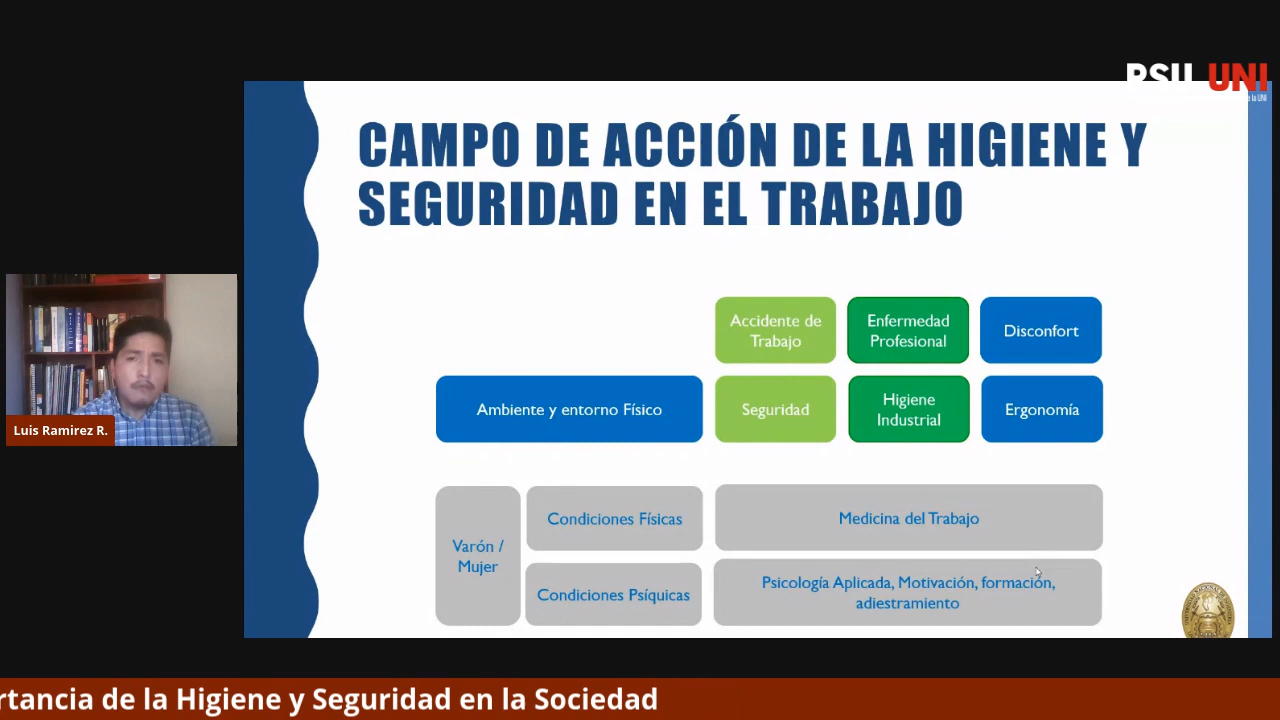 RSU UNI
CAMPO DE ACCIÓN DE LA HIGIENE Y
SEGURIDAD EN EL TRABAJO
Accidente de
Trabajo
Enfermedad
Profesional
Disconfort
Ambiente y entorno Físico
Seguridad
Higiene
Industrial
Ergonomía
Varón /
Mujer
Condiciones Físicas
Medicina del Trabajo
Condiciones Psíquicas
Psicología Aplicada, Motivación, formación,
adiestramiento
Luis Ramirez R.
de la Higiene y Seguridad en la Sociedad